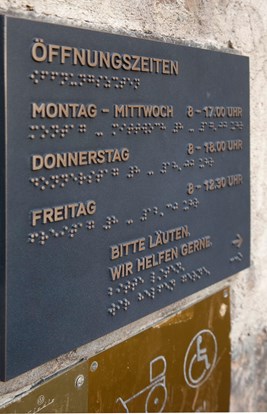 ÖFFNUNGSZEITEN
MONTAG – MITTWOCH 8 – 17.00 UHR
DONNERSTAG 8 – 18.00 UHR
FREITAG 8 – 12.30 UHR
BITTE LÄUTEN.
WIR HELFEN GERNE.